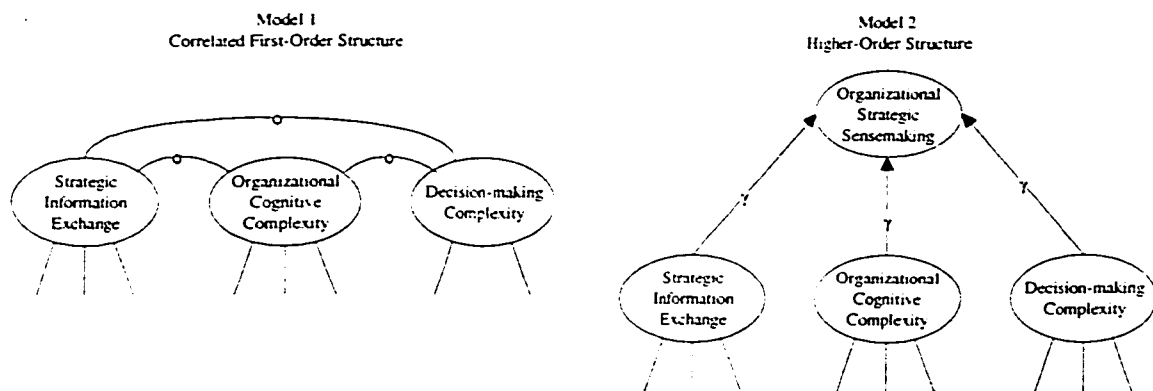 Model 1
Correlated First-Order Structure
Strategic
Information
Exchange
Organizational
Cognitive
Complexity
Decision-making
Complexity
Model 2
Higher-Order Structure
Organizational
Strategic
Sensemaking
γ
γ
γ
Strategic
Information
Exchange
Organizational
Cognitive
Complexity
Decision-making
Complexity